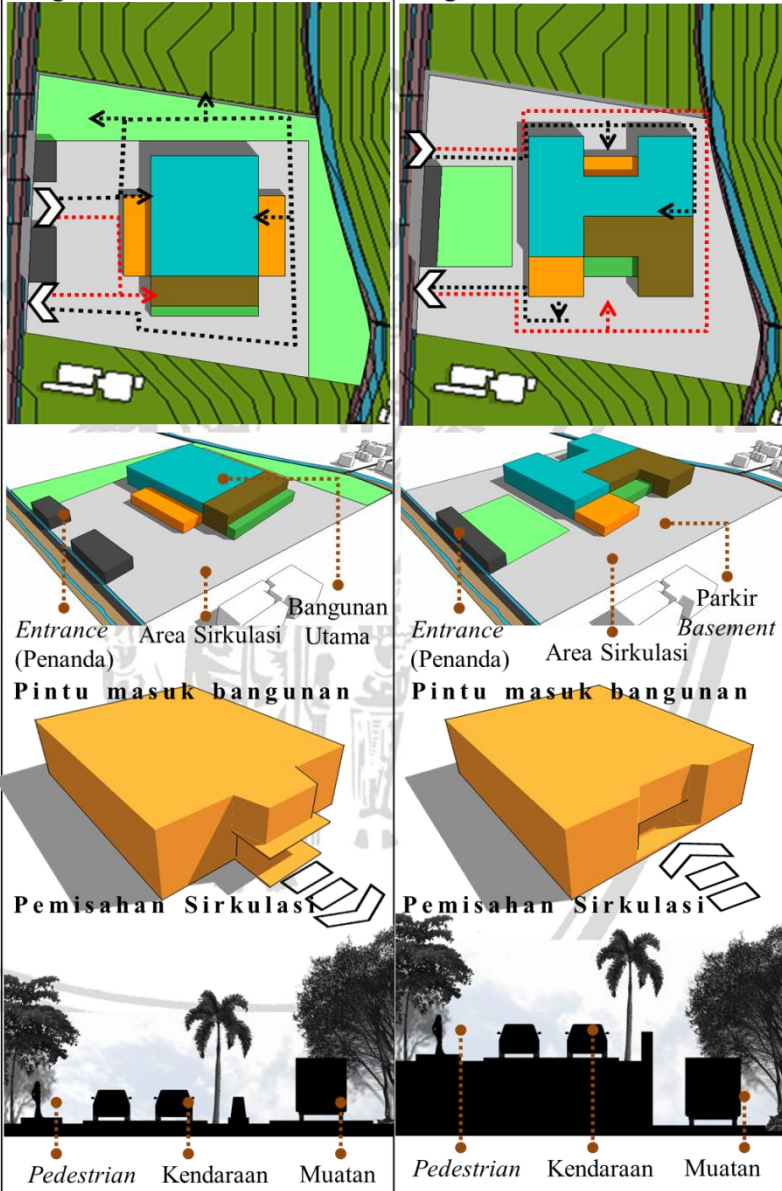 Entrance
(Penanda)
Area Sirkulasi
Bangunan
Utama
Entrance
(Penanda)
Area Sirkulasi
Parkir
Basement
Pintu masuk bangunan
Pintu masuk bangunan
Pemisahan Sirkulasi
Pemisahan Sirkulasi
Pedestrian Kendaraan Muatan
Pedestrian Kendaraan Muatan